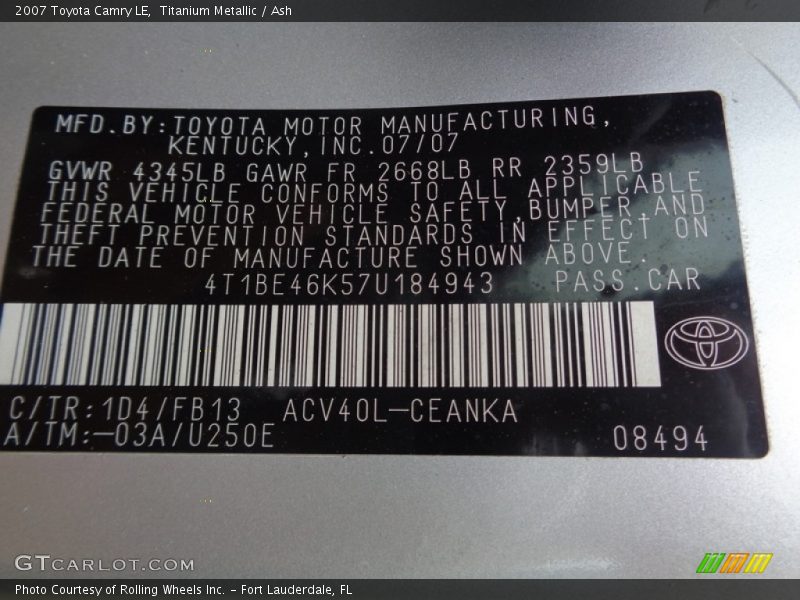 2007 Toyota Camry LE,  Titanium Metallic / Ash
MFD.BY:TOYOTA MOTOR MANUFACTURING,
KENTUCKY,INC.07/07
GVWR 4345LB GAWR FR 2668LB RR 2359LB
THIS VEHICLE CONFORMS TO ALL APPLICABLE
FEDERAL MOTOR VEHICLE SAFETY,BUMPER,AND
THEFT PREVENTION STANDARDS IN EFFECT ON
THE DATE OF MANUFACTURE SHOWN ABOVE.
4T1BE46K57U184943 PASS.CAR
C/TR:1D4/FB13 ACV40L-CEANKA
A/TM:-03A/U250E 08494
GTCARLOT.COM
Photo Courtesy of Rolling Wheels Inc. – Fort Lauderdale, FL